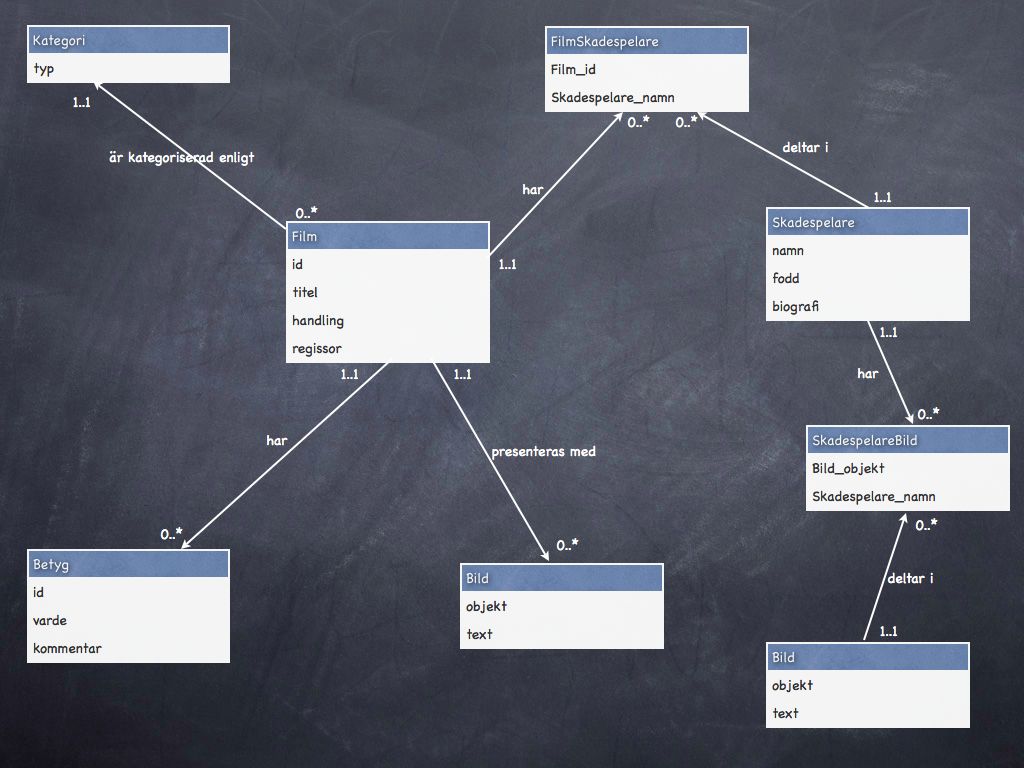 Kategori
typ
1..1
är kategoriserad enligt
0..*
FilmSkadespelare
Film_id
Skadespelare_namn
0..*
0..*
har
1..1
deltar i
1..1
Film
id
titel
handling
regissor
Skadespelare
namn
fodd
biografi
1..1
1..1
1..1
har
0..*
har
presenteras med
SkadespelareBild
Bild_objekt
Skadespelare_namn
0..*
0..*
0..*
deltar i
1..1
Betyg
id
varde
kommentar
Bild
objekt
text
Bild
objekt
text